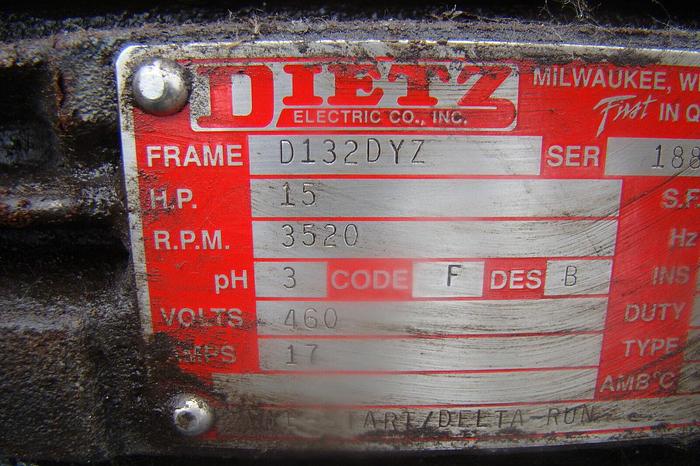 DIETZ
ELECTRIC CO., INC.
MILWAUKEE, W
First IN Q
FRAME D132DYZ SER 188
H.P. 15 S.F.
R.P.M. 3520 Hz
pH 3 CODE F DES B INS
VOLTS 460 DUTY
AMPS 17 TYPE
AMB°C
START/DELTA RUN